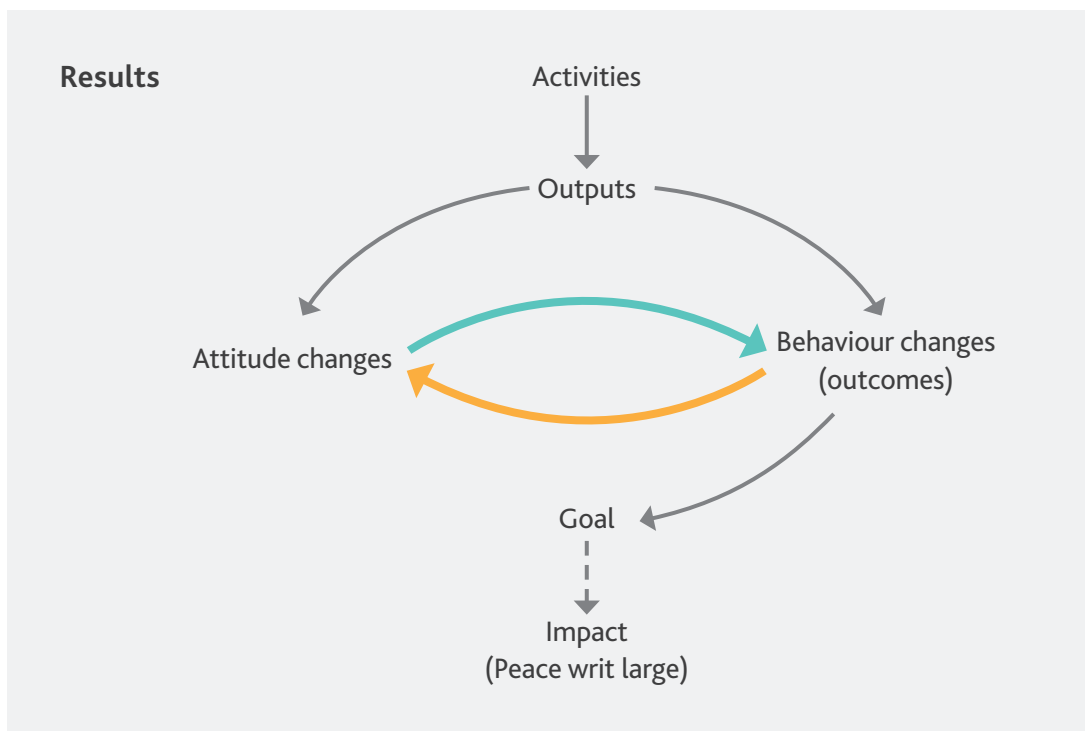 Results
Activities
Outputs
Attitude changes
Behaviour changes
(outcomes)
Goal
Impact
(Peace writ large)